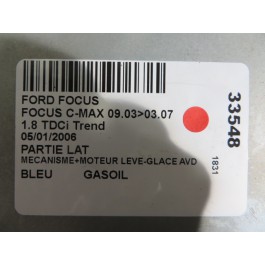 FORD FOCUS
FOCUS C-MAX 09.03>03.07
1.8 TDCi Trend
05/01/2006
PARTIE LAT
MECANISME+MOTEUR LEVE-GLACE AVD
BLEU GASOIL
33548
1831